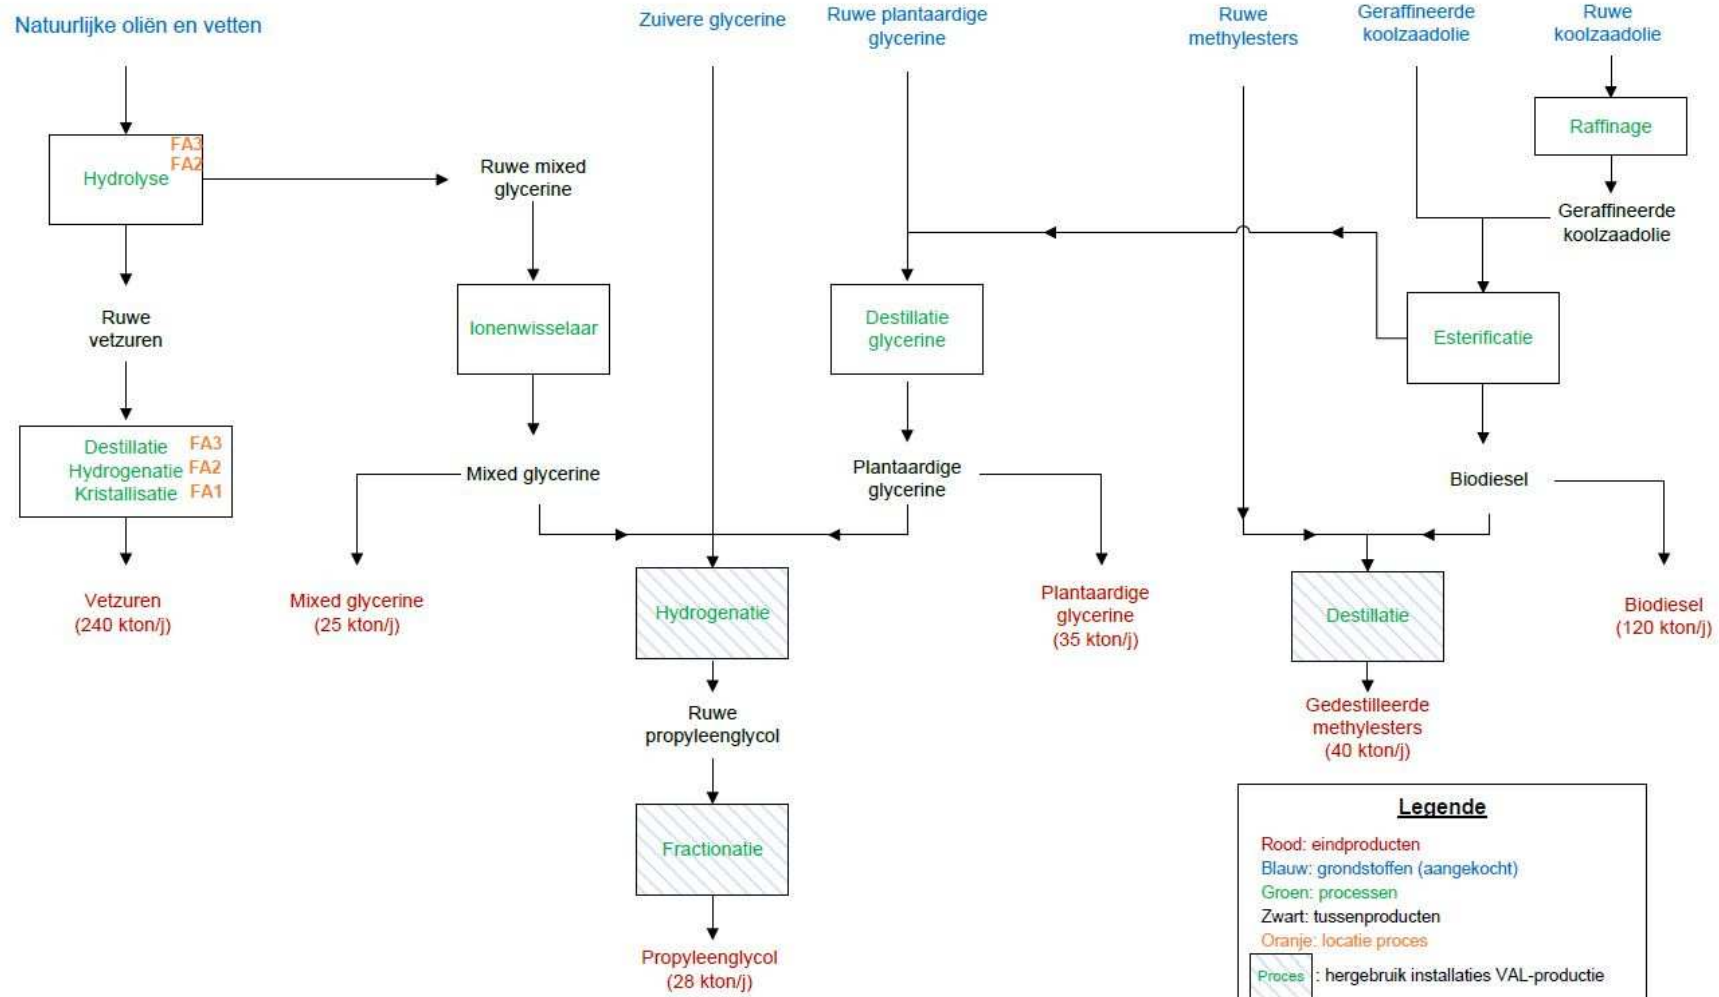 Natuurlijke oliën en vetten
Zuivere glycerine
Ruwe plantaardige
glycerine
Ruwe
methylesters
Geraffineerde
koolzaadolie
Ruwe
koolzaadolie
Raffinage
FA3
FA2
Hydrolyse
Ruwe mixed
glycerine
Geraffineerde
koolzaadolie
Ruwe
vetzuren
Ionenwisselaar
Destillatie
glycerine
Esterificatie
Destillatie FA3
Hydrogenatie FA2
Kristallisatie FA1
Mixed glycerine
Plantaardige
glycerine
Biodiesel
Vetzuren
(240 kton/j)
Mixed glycerine
(25 kton/j)
Hydrogenatie
Plantaardige
glycerine
(35 kton/j)
Destillatie
Biodiesel
(120 kton/j)
Ruwe
propyleenglycol
Gedestilleerde
methylesters
(40 kton/j)
Fractionatie
Propyleenglycol
(28 kton/j)
Legende
Rood: eindproducten
Blauw: grondstoffen (aangekocht)
Groen: processen
Zwart: tussenproducten
Oranje: locatie proces
Proces : hergebruik installaties VAL-productie